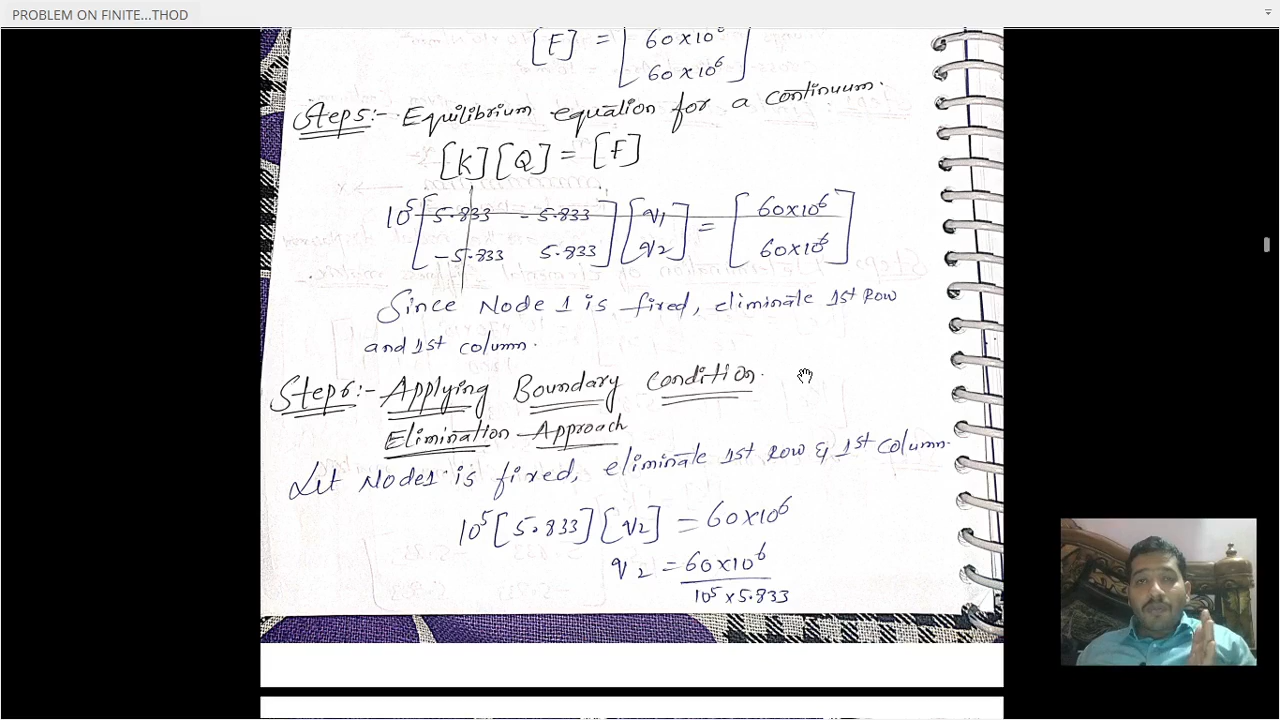 PROBLEM ON FINITE...THOD
[F] = [ 60×10⁶
60×10⁶ ]
Step5:- Equilibrium equation for a continuum.
[K][Q] = [F]
10⁵ [ 5.833 - 5.833 ] [ q1 ] = [ 60×10⁶ ]
[ -5.833 5.833 ] [ q2 ] [ 60×10⁶ ]
Since Node 1 is fixed, eliminate 1st Row
and 1st column.
Step6:- Applying Boundary Condition.
Elimination Approach
Let Node1 is fixed, eliminate 1st Row & 1st column.
10⁵ [5.833] [q2] = 60×10⁶
q2 = 60×10⁶
10⁵ × 5.833